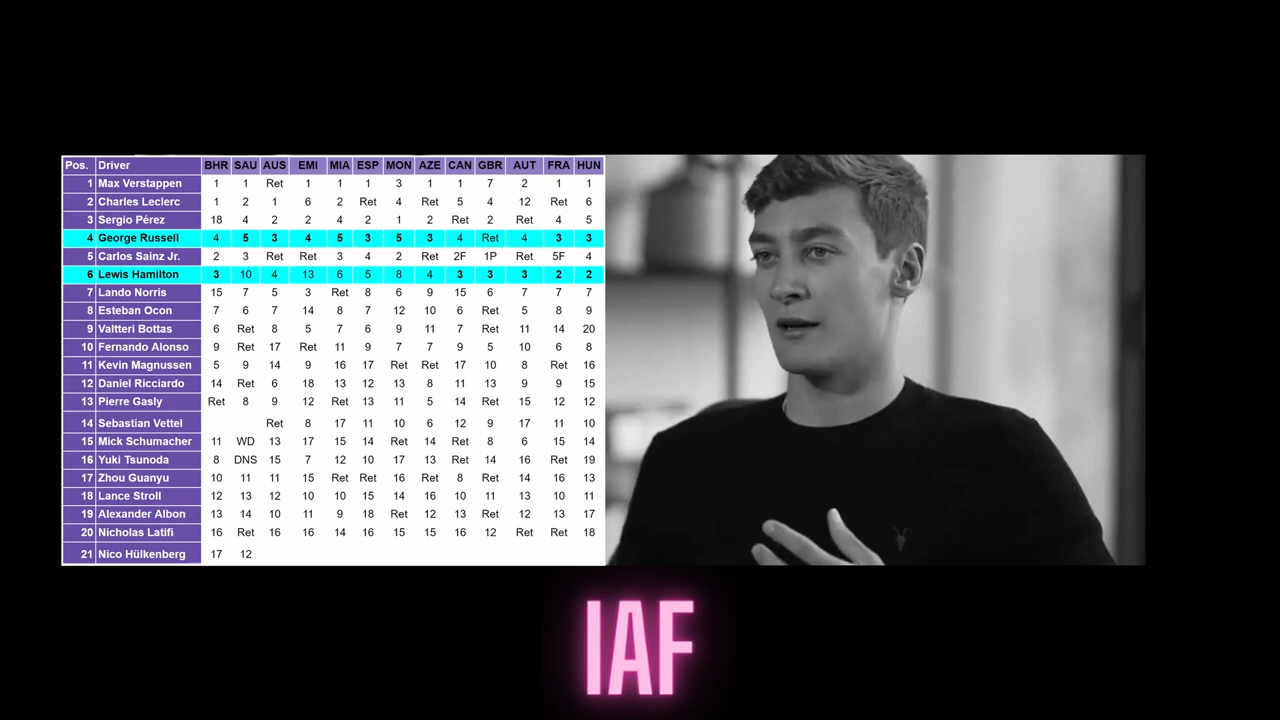 Pos. Driver BHR SAU AUS EMI MIA ESP MON AZE CAN GBR AUT FRA HUN
1 Max Verstappen 1 1 Ret 1 1 1 3 1 1 7 2 1 1
2 Charles Leclerc 1 2 1 6 2 Ret 4 Ret 5 4 12 Ret 6
3 Sergio Pérez 18 4 2 2 4 2 1 2 Ret 2 Ret 4 5
4 George Russell 4 5 3 4 5 3 5 3 4 Ret 4 3 3
5 Carlos Sainz Jr. 2 3 Ret Ret 3 4 2 Ret 2F 1P Ret 5F 4
6 Lewis Hamilton 3 10 4 13 6 5 8 4 3 3 3 2 2
7 Lando Norris 15 7 5 3 Ret 8 6 9 15 6 7 7 7
8 Esteban Ocon 7 6 7 14 8 7 12 10 6 Ret 5 8 9
9 Valtteri Bottas 6 Ret 8 5 7 6 9 11 7 Ret 11 14 20
10 Fernando Alonso 9 Ret 17 Ret 11 9 7 7 9 5 10 6 8
11 Kevin Magnussen 5 9 14 9 16 17 Ret Ret 17 10 8 Ret 16
12 Daniel Ricciardo 14 Ret 6 18 13 12 13 8 11 13 9 9 15
13 Pierre Gasly Ret 8 9 12 Ret 13 11 5 14 Ret 15 12 12
14 Sebastian Vettel Ret 8 17 11 10 6 12 9 17 11 10
15 Mick Schumacher 11 WD 13 17 15 14 Ret 14 Ret 8 6 15 14
16 Yuki Tsunoda 8 DNS 15 7 12 10 17 13 Ret 14 16 Ret 19
17 Zhou Guanyu 10 11 11 15 Ret Ret 16 Ret 8 Ret 14 16 13
18 Lance Stroll 12 13 12 10 10 15 14 16 10 11 13 10 11
19 Alexander Albon 13 14 10 11 9 18 Ret 12 13 Ret 12 13 17
20 Nicholas Latifi 16 Ret 16 16 14 16 15 15 16 12 Ret Ret 18
21 Nico Hülkenberg 17 12
IAF